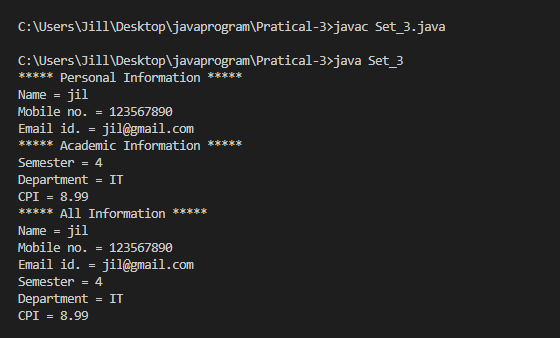 C:\Users\Jill\Desktop\javaprogram\Pratical-3>javac Set_3.java
C:\Users\Jill\Desktop\javaprogram\Pratical-3>java Set_3
***** Personal Information *****
Name = jil
Mobile no. = 123567890
Email id. = jil@gmail.com
***** Academic Information *****
Semester = 4
Department = IT
CPI = 8.99
***** All Information *****
Name = jil
Mobile no. = 123567890
Email id. = jil@gmail.com
Semester = 4
Department = IT
CPI = 8.99